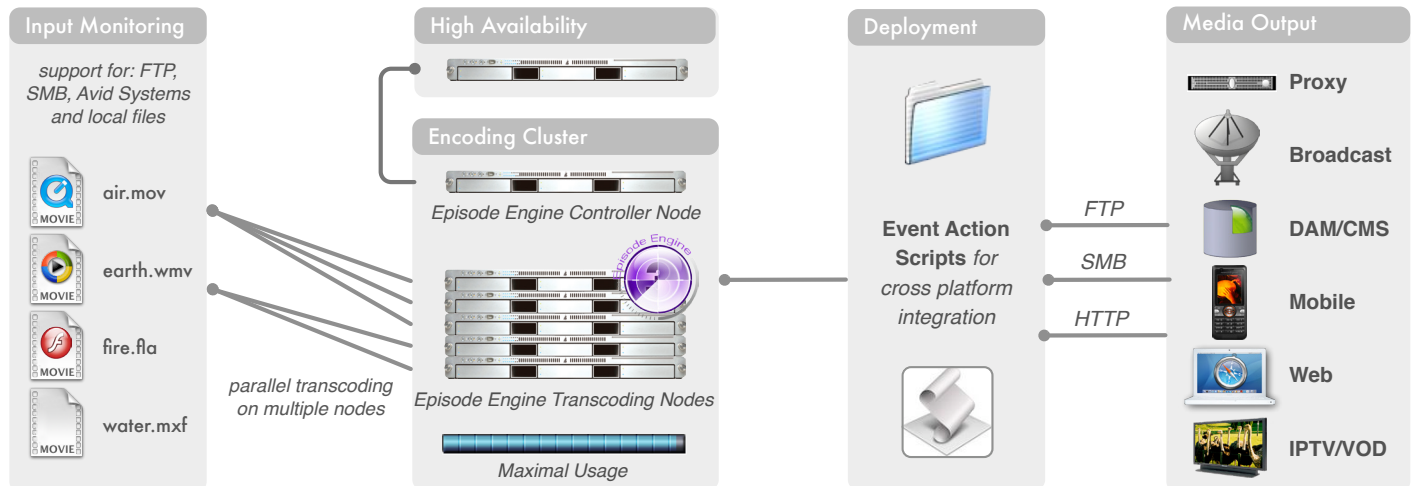 Input Monitoring
support for: FTP,
SMB, Avid Systems
and local files
MOVIE
air.mov
MOVIE
earth.wmv
MOVIE
fire.fla
MOVIE
water.mxf
parallel transcoding
on multiple nodes
High Availability
Encoding Cluster
Episode Engine Controller Node
Episode Engine
Episode Engine Transcoding Nodes
Maximal Usage
Deployment
Event Action
Scripts for
cross platform
integration
FTP
SMB
HTTP
Media Output
Proxy
Broadcast
DAM/CMS
Mobile
Web
IPTV/VOD